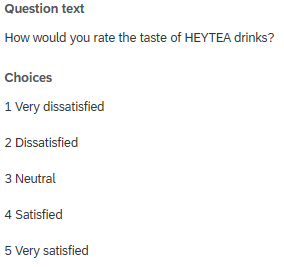 Question text
How would you rate the taste of HEYTEA drinks?
Choices
1 Very dissatisfied
2 Dissatisfied
3 Neutral
4 Satisfied
5 Very satisfied